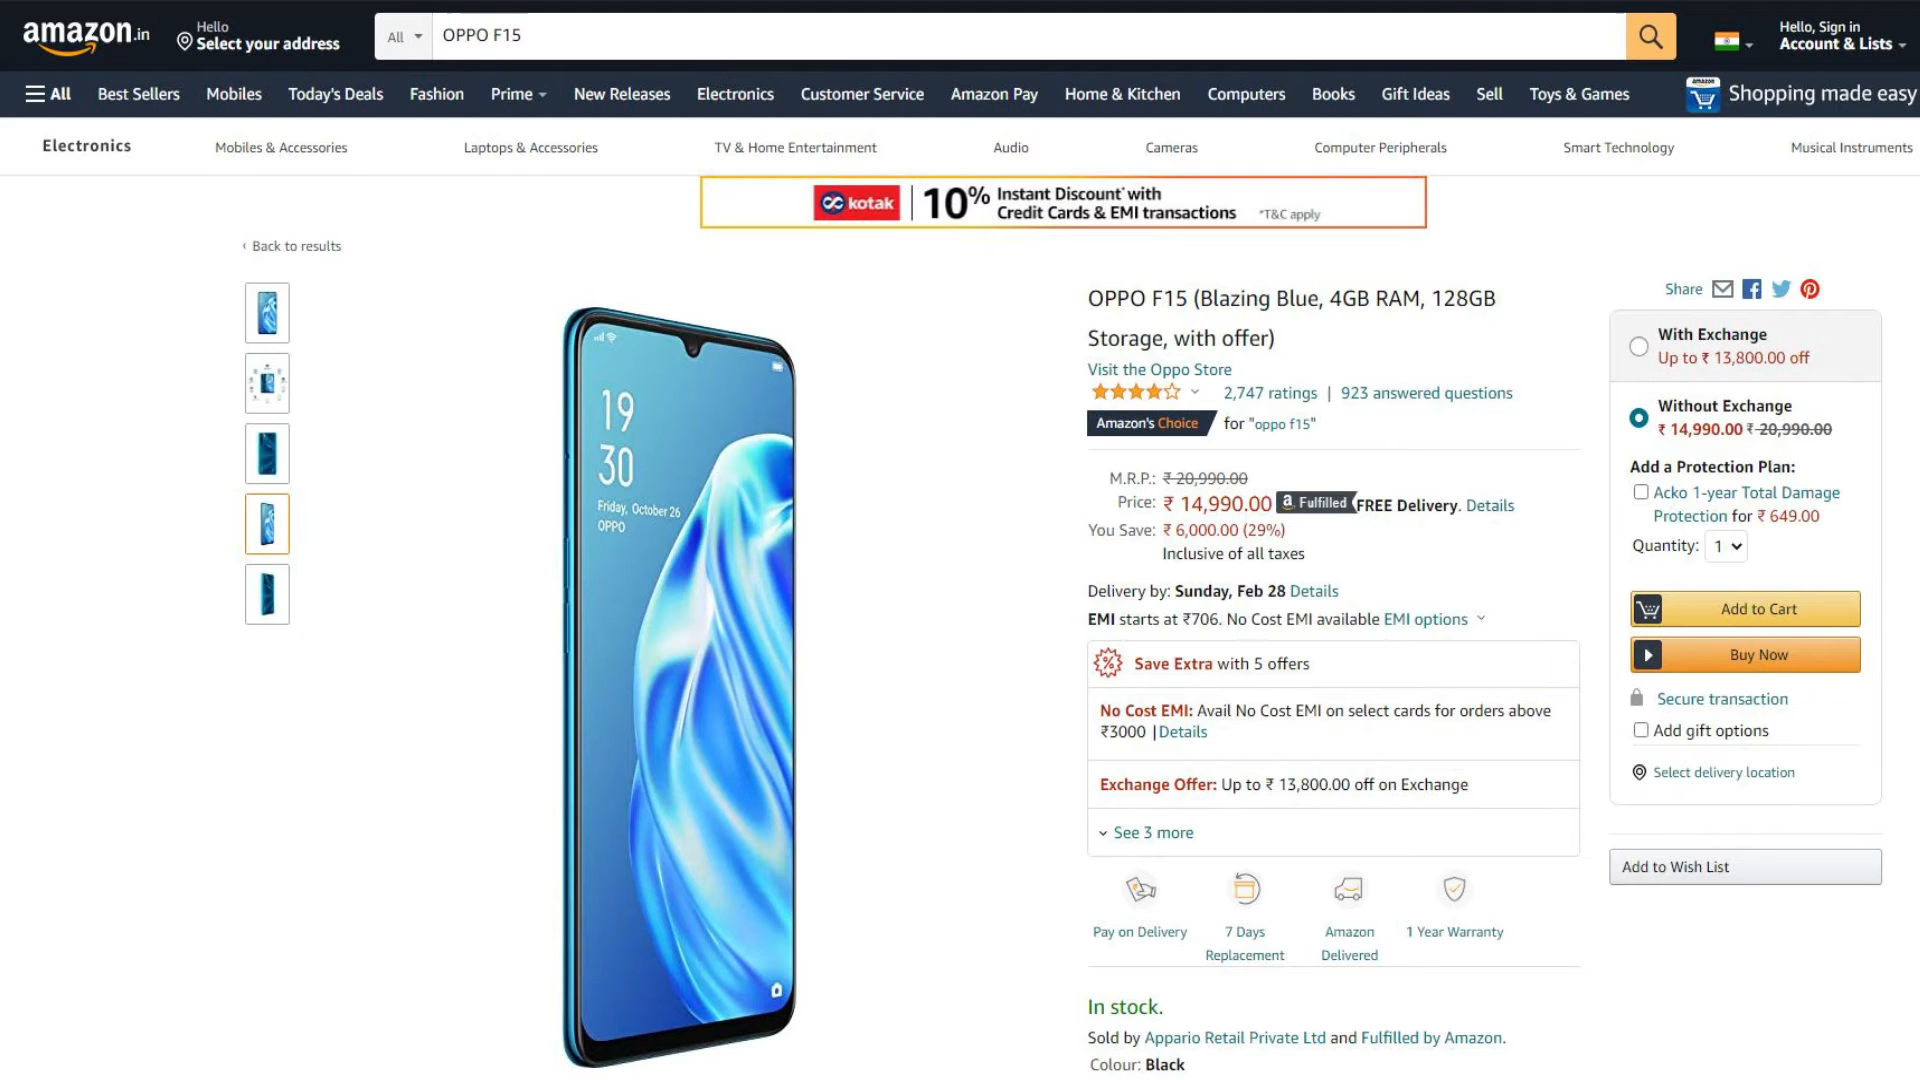 amazon.in
Hello
Select your address
All
OPPO F15
Hello, Sign in
Account & Lists
All
Best Sellers
Mobiles
Today's Deals
Fashion
Prime
New Releases
Electronics
Customer Service
Amazon Pay
Home & Kitchen
Computers
Books
Gift Ideas
Sell
Toys & Games
amazon
Shopping made easy
Electronics
Mobiles & Accessories
Laptops & Accessories
TV & Home Entertainment
Audio
Cameras
Computer Peripherals
Smart Technology
Musical Instruments
kotak
10% Instant Discount* with
Credit Cards & EMI transactions
*T&C apply
‹ Back to results
19
30
Friday, October 26
OPPO
OPPO F15 (Blazing Blue, 4GB RAM, 128GB
Storage, with offer)
Visit the Oppo Store
2,747 ratings | 923 answered questions
Amazon's Choice for "oppo f15"
M.R.P.: ₹ 20,990.00
Price: ₹ 14,990.00 a Fulfilled FREE Delivery. Details
You Save: ₹ 6,000.00 (29%)
Inclusive of all taxes
Delivery by: Sunday, Feb 28 Details
EMI starts at ₹706. No Cost EMI available EMI options
% Save Extra with 5 offers
No Cost EMI: Avail No Cost EMI on select cards for orders above
₹3000 |Details
Exchange Offer: Up to ₹ 13,800.00 off on Exchange
See 3 more
Pay on Delivery
7 Days
Replacement
Amazon
Delivered
1 Year Warranty
In stock.
Sold by Appario Retail Private Ltd and Fulfilled by Amazon.
Colour: Black
Share
With Exchange
Up to ₹ 13,800.00 off
Without Exchange
₹ 14,990.00 ₹ 20,990.00
Add a Protection Plan:
Acko 1-year Total Damage
Protection for ₹ 649.00
Quantity: 1
Add to Cart
Buy Now
Secure transaction
Add gift options
Select delivery location
Add to Wish List